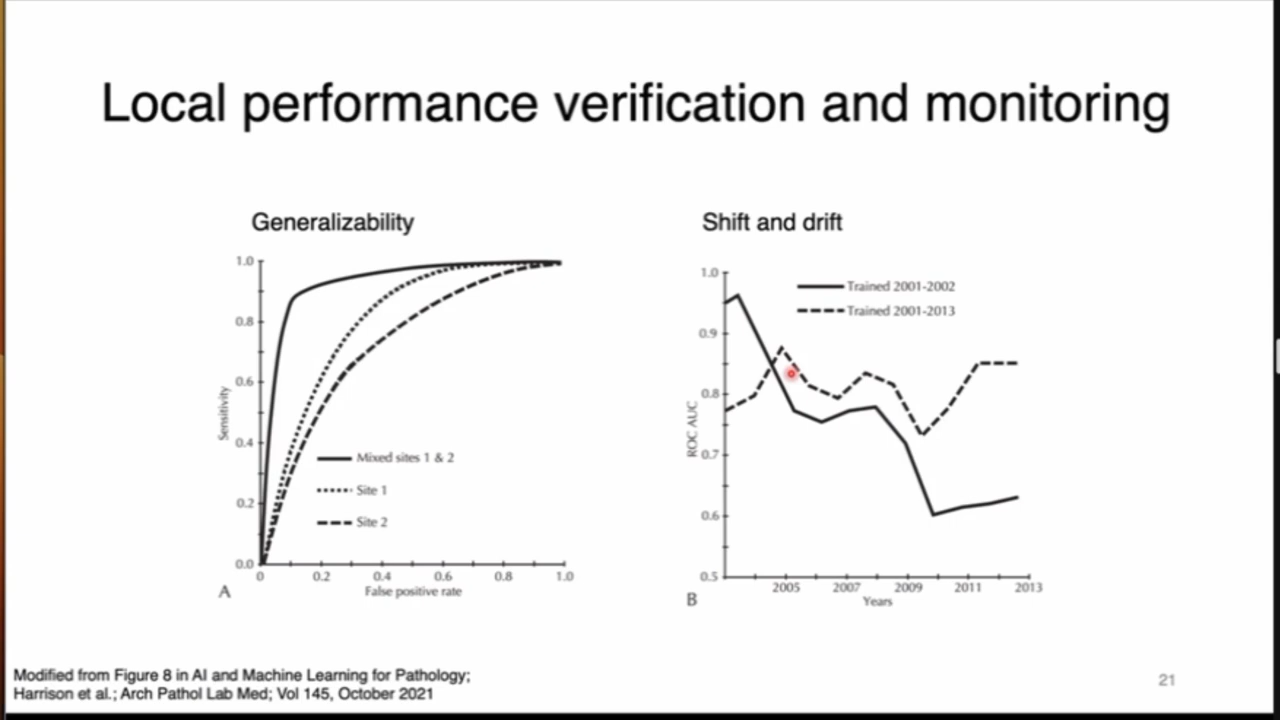 Local performance verification and monitoring
Generalizability
1.0
0.8
0.6
0.4
0.2
0.0
Sensitivity
Mixed sites 1 & 2
Site 1
Site 2
0
0.2
0.4
0.6
0.8
1.0
False positive rate
A
Shift and drift
1.0
0.9
0.8
0.7
0.6
0.5
ROC AUC
Trained 2001-2002
Trained 2001-2013
2005
2007
2009
2011
2013
Years
B
Modified from Figure 8 in AI and Machine Learning for Pathology;
Harrison et al.; Arch Pathol Lab Med; Vol 145, October 2021
21